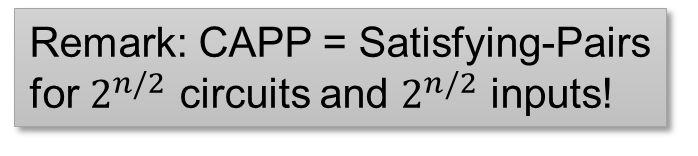 Remark: CAPP = Satisfying-Pairs
for $2^{n/2}$ circuits and $2^{n/2}$ inputs!